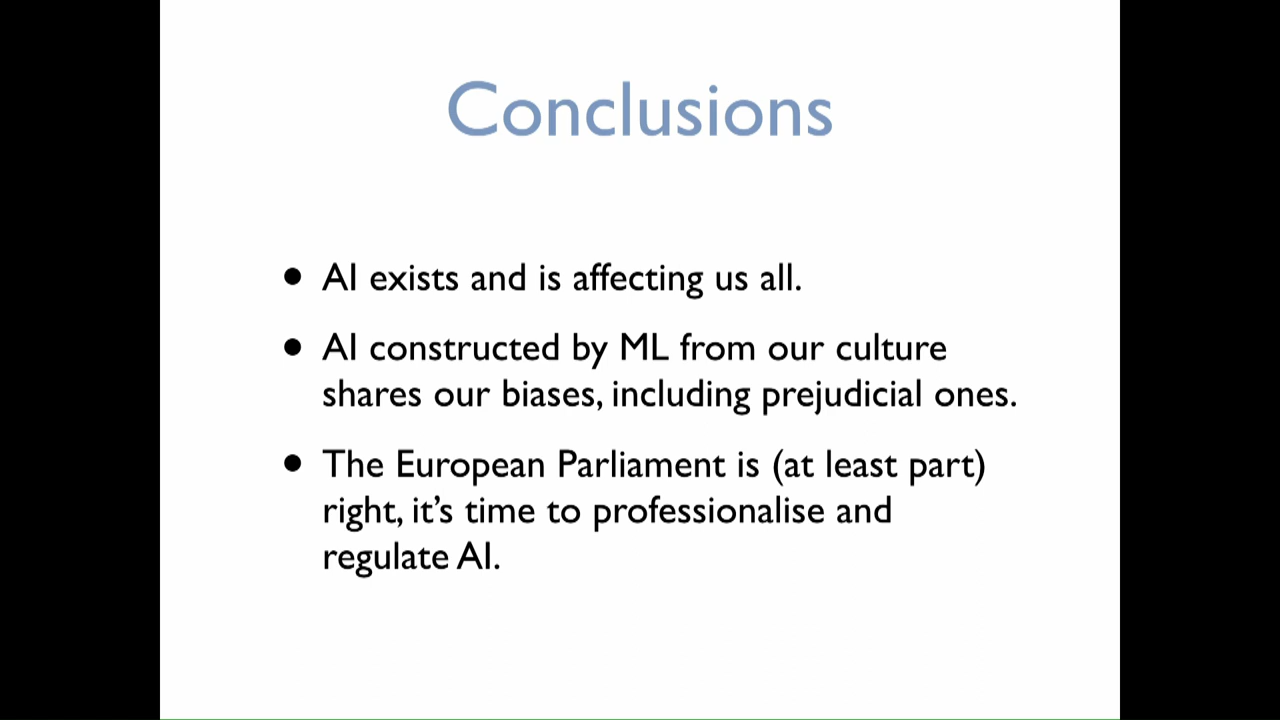 Conclusions
• AI exists and is affecting us all.
• AI constructed by ML from our culture
shares our biases, including prejudicial ones.
• The European Parliament is (at least part)
right, it’s time to professionalise and
regulate AI.